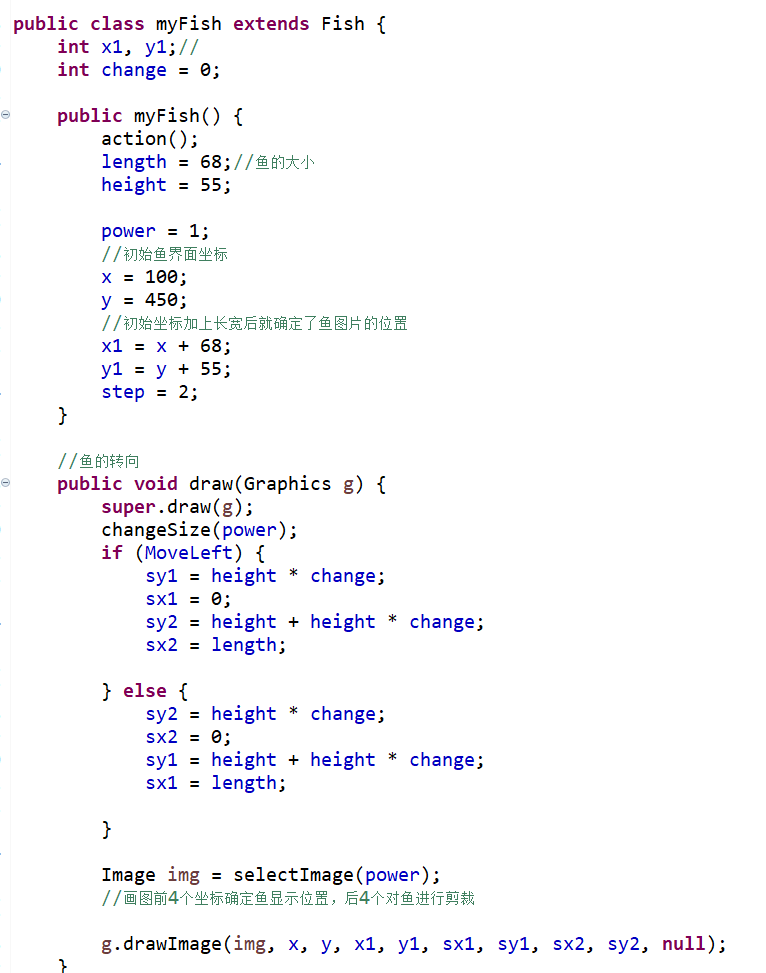 public class myFish extends Fish {
    int x1, y1;//
    int change = 0;

    public myFish() {
        action();
        length = 68;//鱼的大小
        height = 55;

        power = 1;
        //初始鱼界面坐标
        x = 100;
        y = 450;
        //初始坐标加上长宽后就确定了鱼图片的位置
        x1 = x + 68;
        y1 = y + 55;
        step = 2;
    }

    //鱼的转向
    public void draw(Graphics g) {
        super.draw(g);
        changeSize(power);
        if (MoveLeft) {
            sy1 = height * change;
            sx1 = 0;
            sy2 = height + height * change;
            sx2 = length;

        } else {
            sy2 = height * change;
            sx2 = 0;
            sy1 = height + height * change;
            sx1 = length;

        }

        Image img = selectImage(power);
        //画图前4个坐标确定鱼显示位置，后4个对鱼进行剪裁

        g.drawImage(img, x, y, x1, y1, sx1, sy1, sx2, sy2, null);
    }